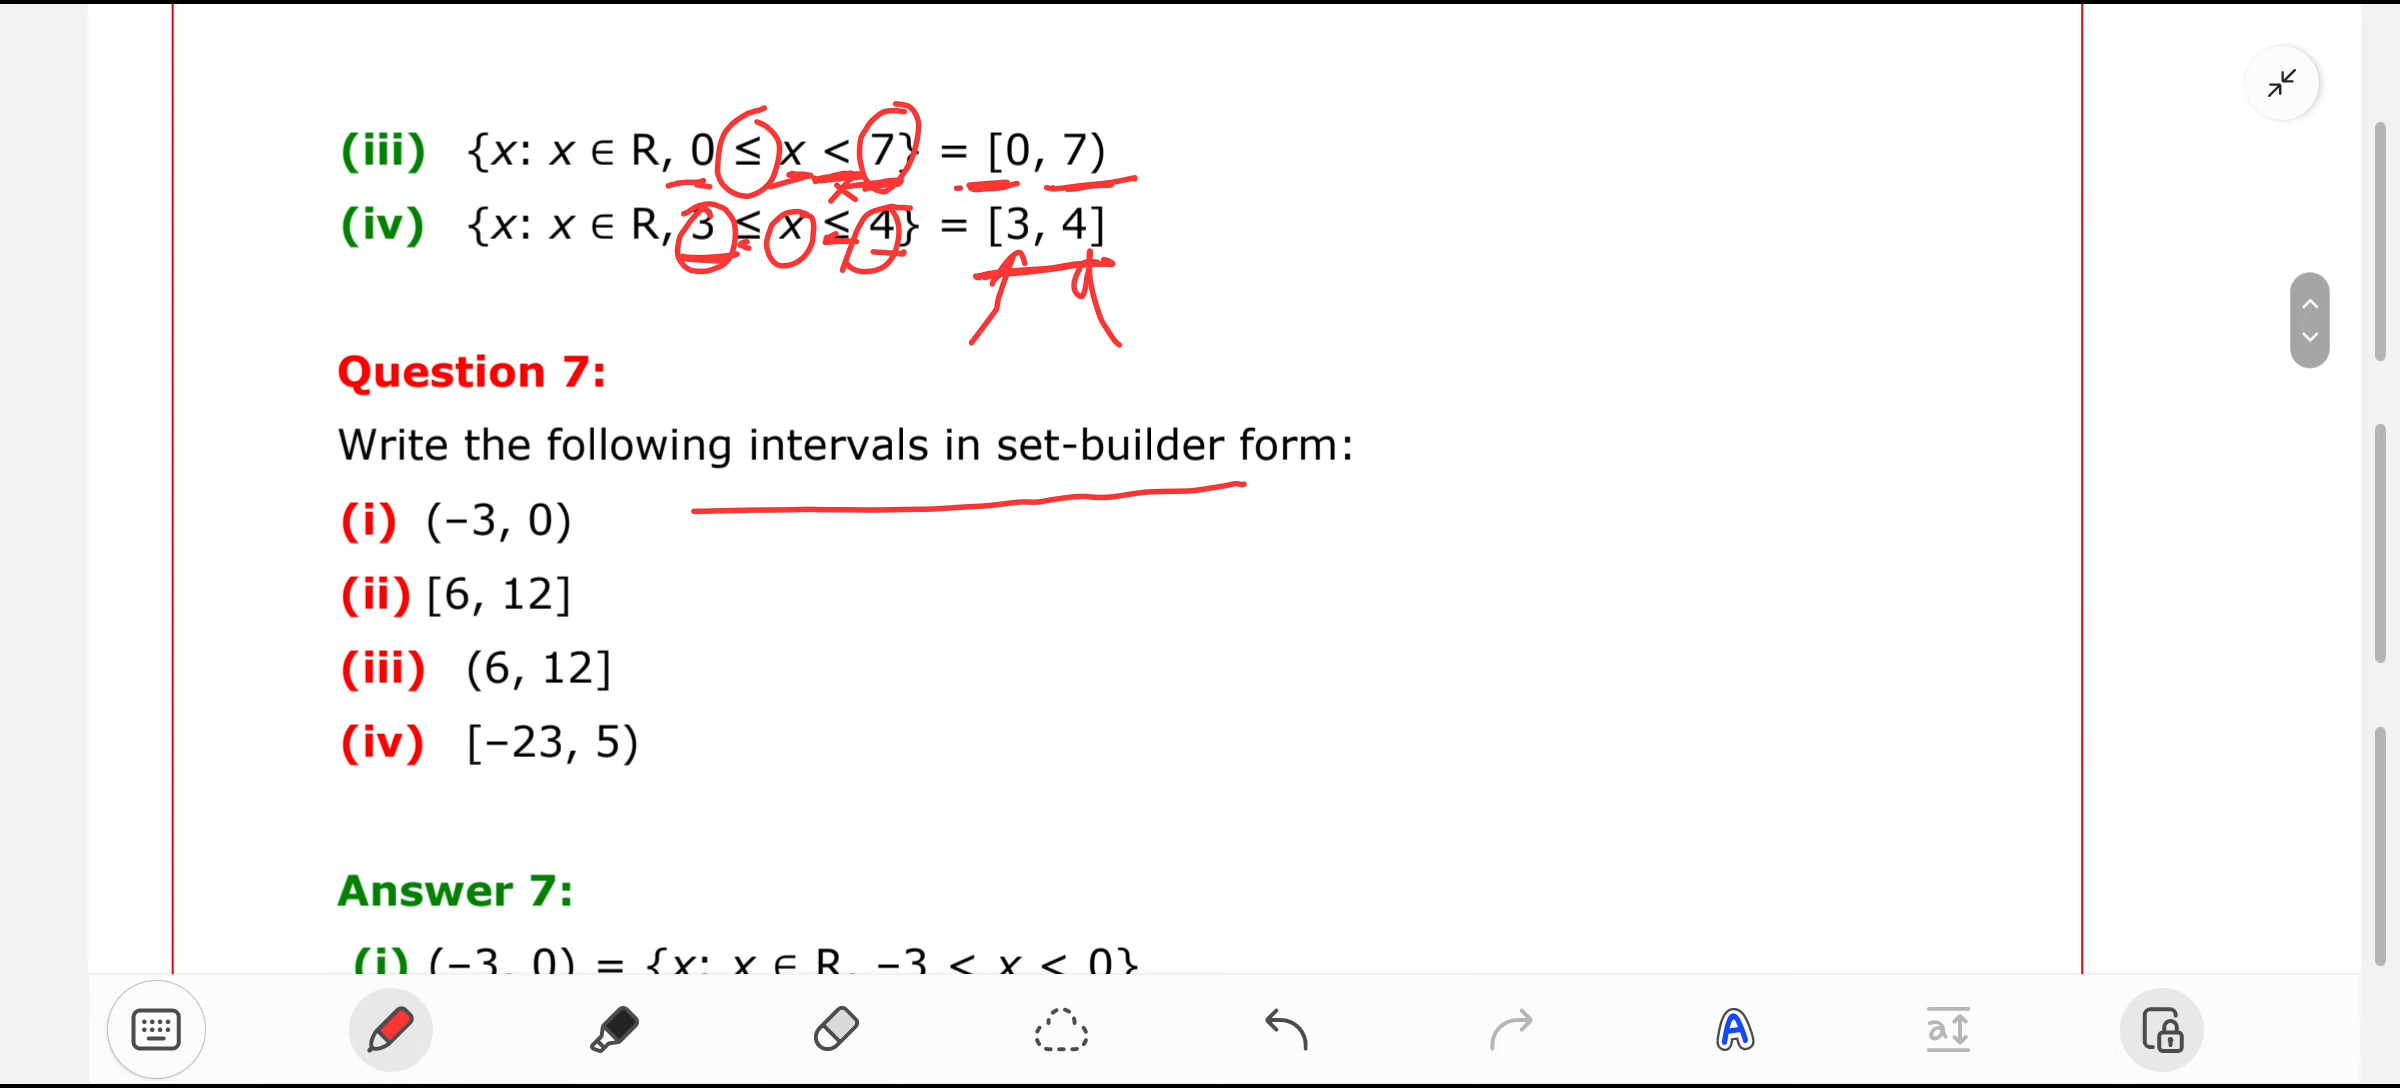 (iii) {x: x ∈ R, 0 ≤ x < 7} = [0, 7)
(iv) {x: x ∈ R, 3 ≤ x ≤ 4} = [3, 4]
Question 7:
Write the following intervals in set-builder form:
(i) (−3, 0)
(ii) [6, 12]
(iii) (6, 12]
(iv) [−23, 5)
Answer 7:
(i) (−3, 0) = {x: x ∈ R, −3 < x < 0}
A
a